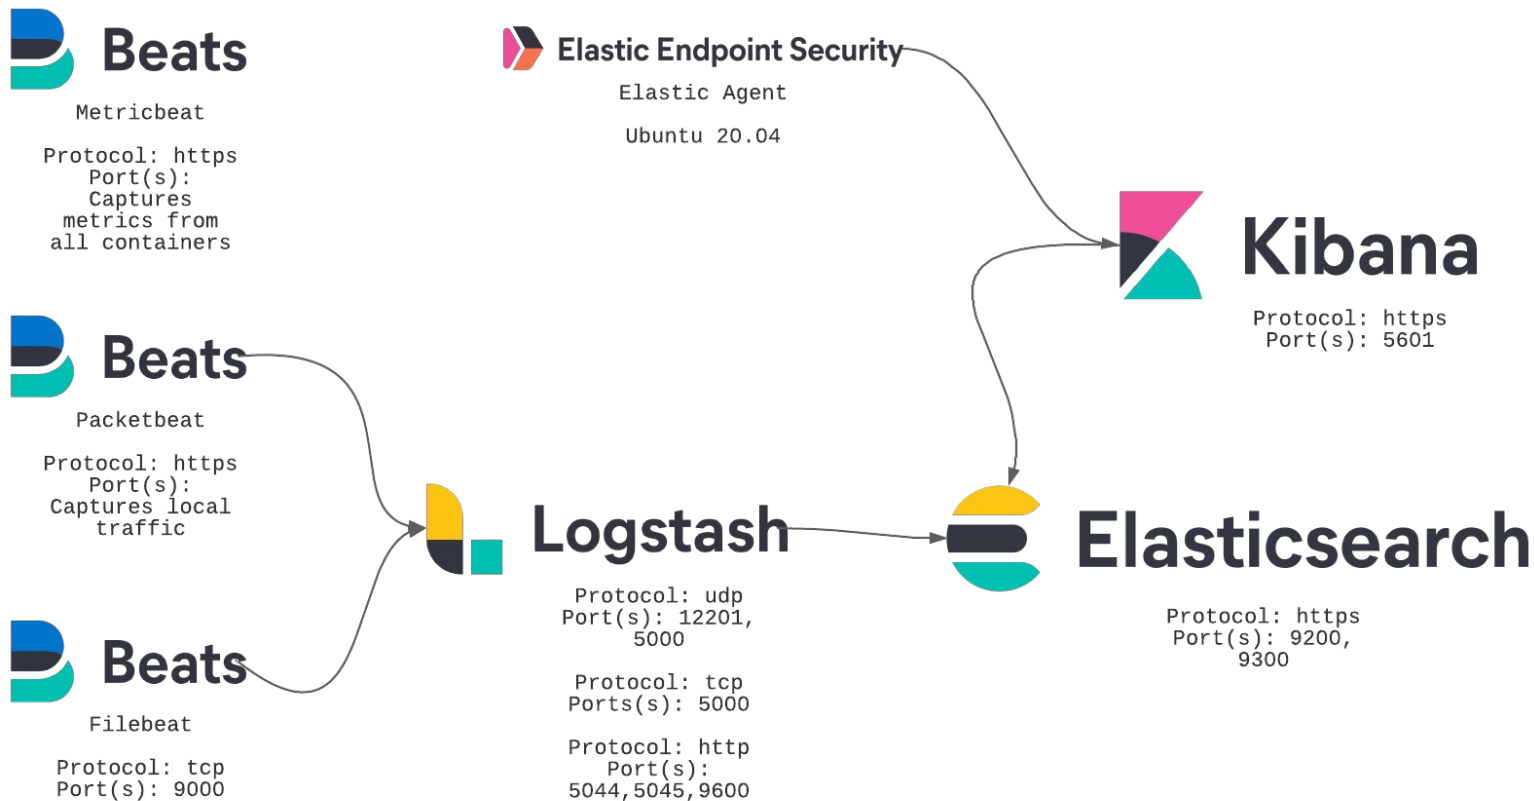 Beats
Metricbeat
Protocol: https
Port(s):
Captures
metrics from
all containers
Elastic Endpoint Security
Elastic Agent
Ubuntu 20.04
Kibana
Protocol: https
Port(s): 5601
Beats
Packetbeat
Protocol: https
Port(s):
Captures local
traffic
Logstash
Protocol: udp
Port(s): 12201,
5000
Protocol: tcp
Ports(s): 5000
Protocol: http
Port(s):
5044,5045,9600
Elasticsearch
Protocol: https
Port(s): 9200,
9300
Beats
Filebeat
Protocol: tcp
Port(s): 9000